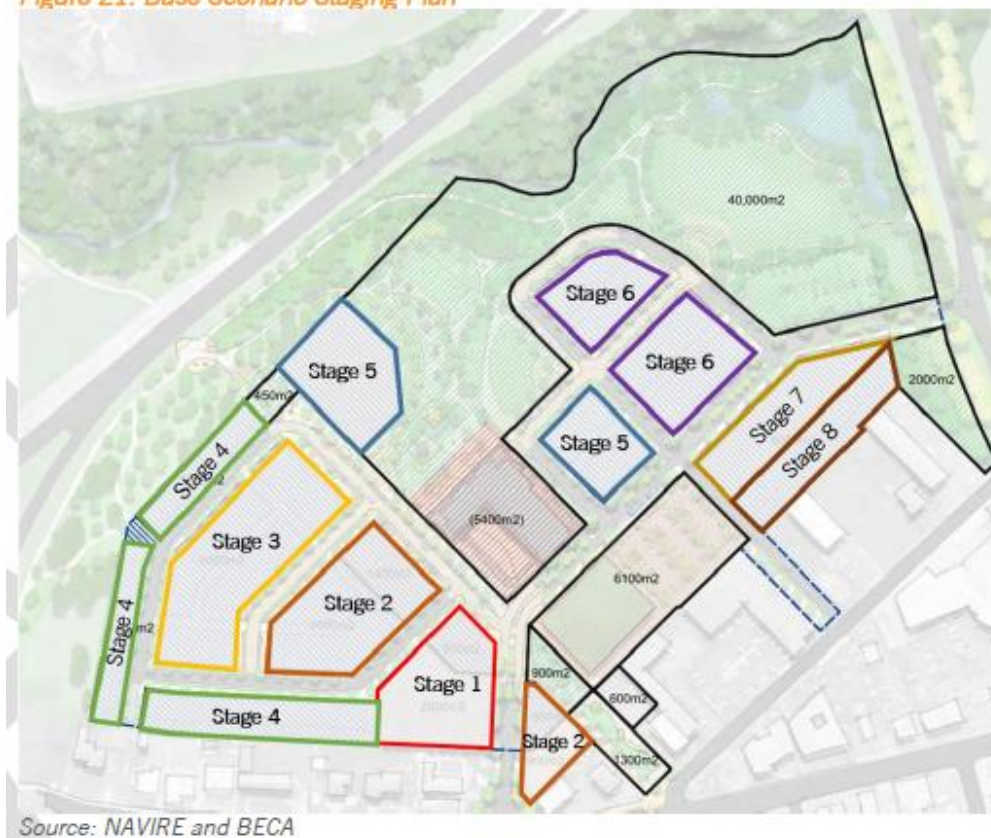 Figure 21: Base Scenario Staging Plan
40,000m2
Stage 6
Stage 6
Stage 5
450m2
Stage 7
2000m2
Stage 8
Stage 4
Stage 5
(5400m2)
Stage 3
6100m2
Stage 2
Stage 4
m2
Stage 1
900m2
600m2
Stage 4
Stage 2
1300m2
Source: NAVIRE and BECA